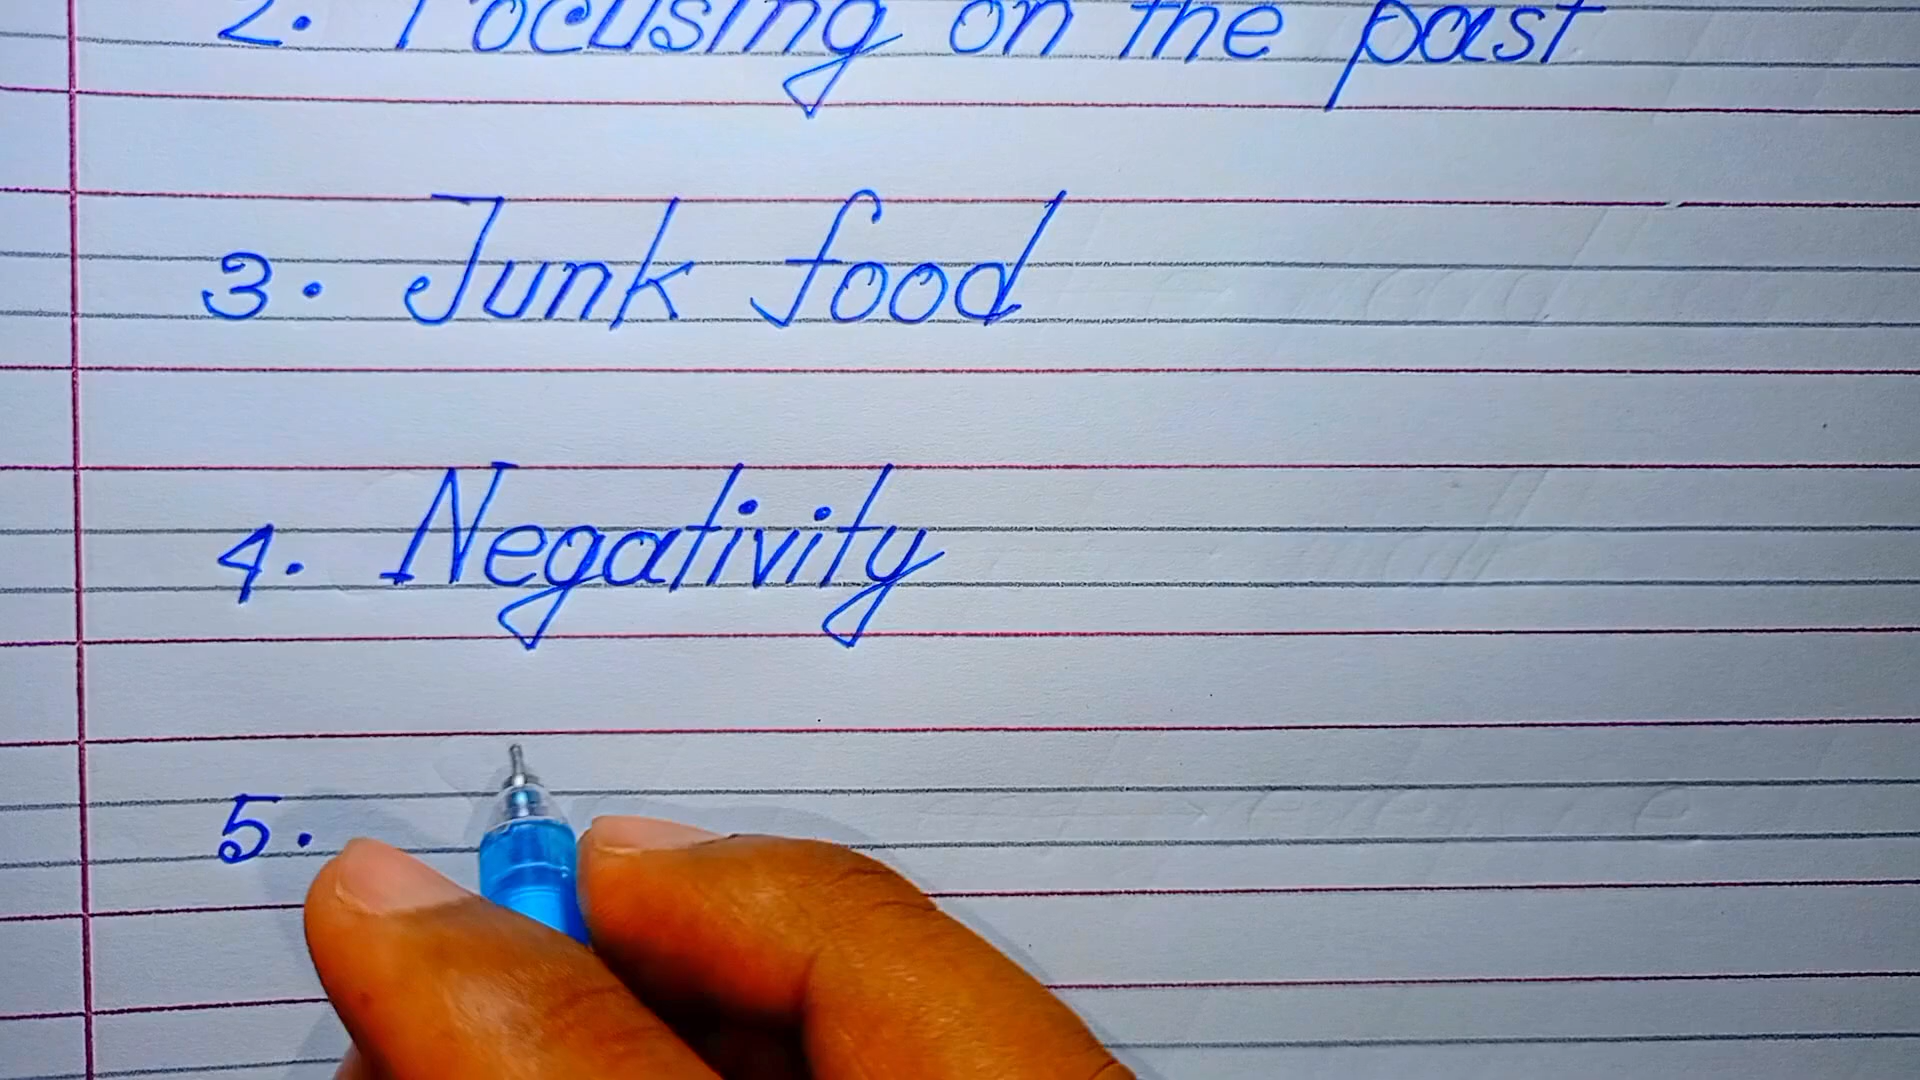 2. Focusing on the past
3. Junk food
4. Negativity
5.